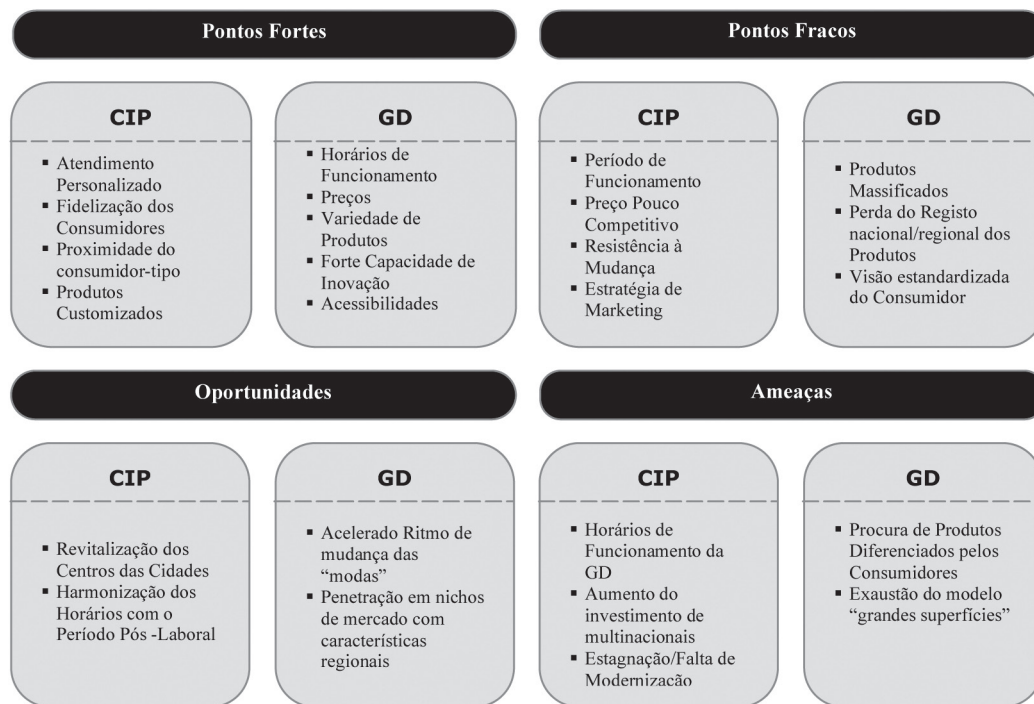 Pontos Fortes
CIP
▪ Atendimento
Personalizado
▪ Fidelização dos
Consumidores
▪ Proximidade do
consumidor-tipo
▪ Produtos
Customizados
GD
▪ Horários de
Funcionamento
▪ Preços
▪ Variedade de
Produtos
▪ Forte Capacidade de
Inovação
▪ Acessibilidades
Pontos Fracos
CIP
▪ Período de
Funcionamento
▪ Preço Pouco
Competitivo
▪ Resistência à
Mudança
▪ Estratégia de
Marketing
GD
▪ Produtos
Massificados
▪ Perda do Registo
nacional/regional dos
Produtos
▪ Visão estandardizada
do Consumidor
Oportunidades
CIP
▪ Revitalização dos
Centros das Cidades
▪ Harmonização dos
Horários com o
Período Pós -Laboral
GD
▪ Acelerado Ritmo de
mudança das
“modas”
▪ Penetração em nichos
de mercado com
características
regionais
Ameaças
CIP
▪ Horários de
Funcionamento da
GD
▪ Aumento do
investimento de
multinacionais
▪ Estagnação/Falta de
Modernização
GD
▪ Procura de Produtos
Diferenciados pelos
Consumidores
▪ Exaustão do modelo
“grandes superfícies”